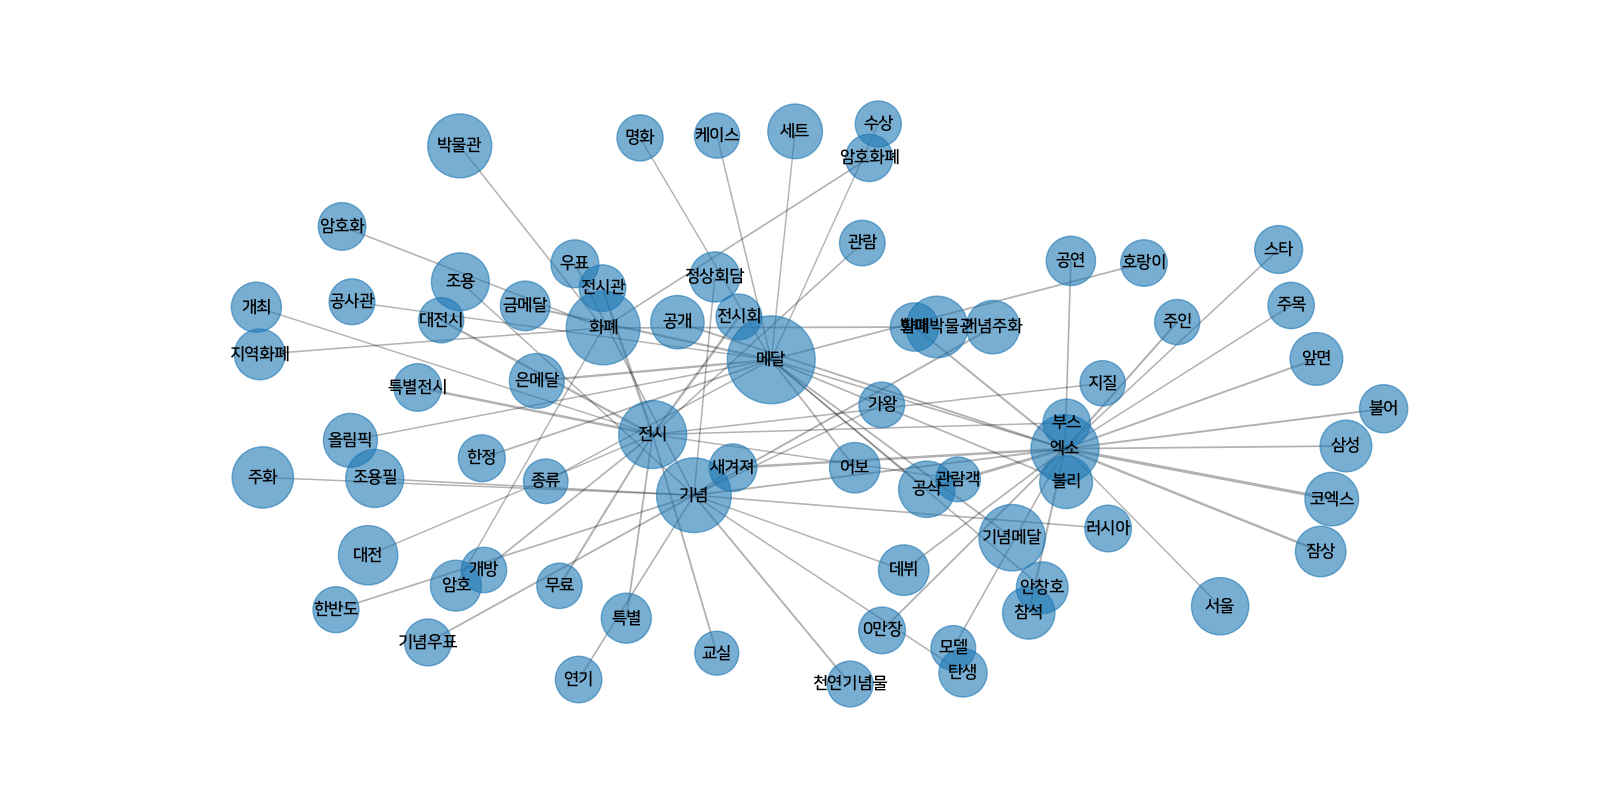 수상
세트
케이스
명화
박물관
암호화폐
암호화
관람
스타
공연
호랑이
우표
정상회담
조용
전시관
공사관
금메달
개최
주목
전시회
대전시
공개
주인
화폐
화폐박물관
기념주화
지역화폐
앞면
메달
은메달
지질
특별전시
가왕
불어
부스
전시
올림픽
삼성
엑소
한정
새겨져
어보
주화
조용필
종류
관람객
불리
공식
기념
코엑스
러시아
기념메달
잠상
대전
개방
데뷔
암호
무료
안창호
서울
한반도
참석
특별
0만장
기념우표
모델
교실
탄생
연기
천연기념물